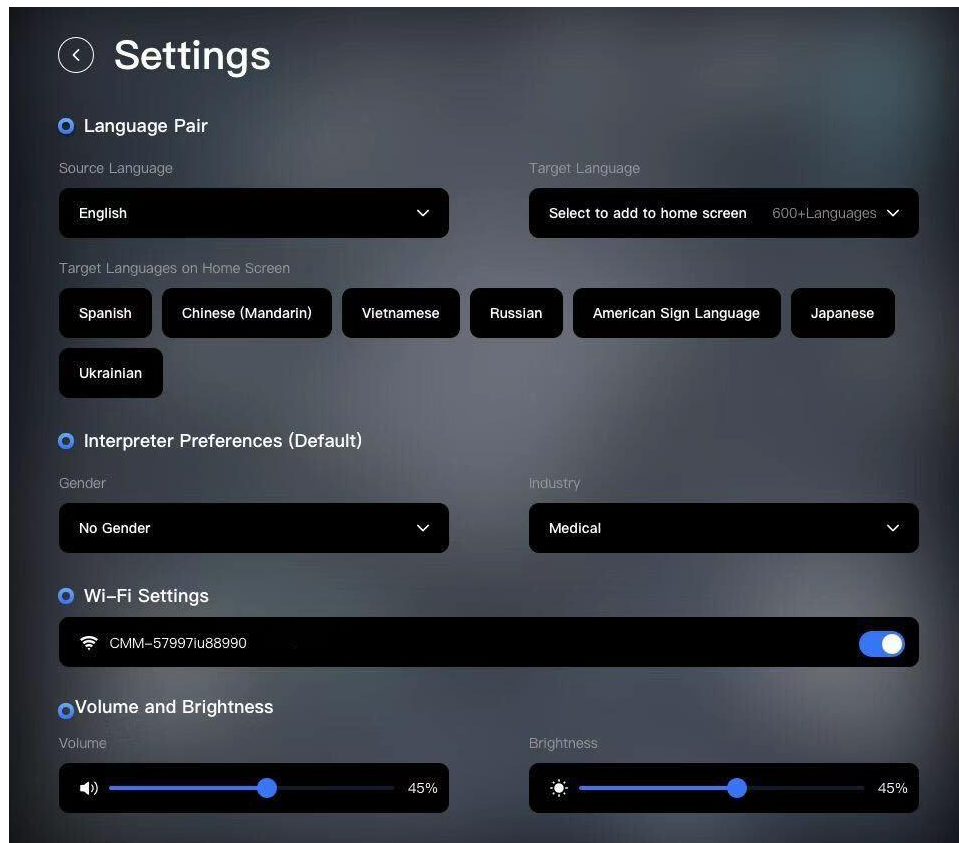 Settings
Language Pair
Source Language
Target Language
English
Select to add to home screen 600+Languages
Target Languages on Home Screen
Spanish
Chinese (Mandarin)
Vietnamese
Russian
American Sign Language
Japanese
Ukrainian
Interpreter Preferences (Default)
Gender
Industry
No Gender
Medical
Wi-Fi Settings
CMM-57997iu88990
Volume and Brightness
Volume
Brightness
45%
45%